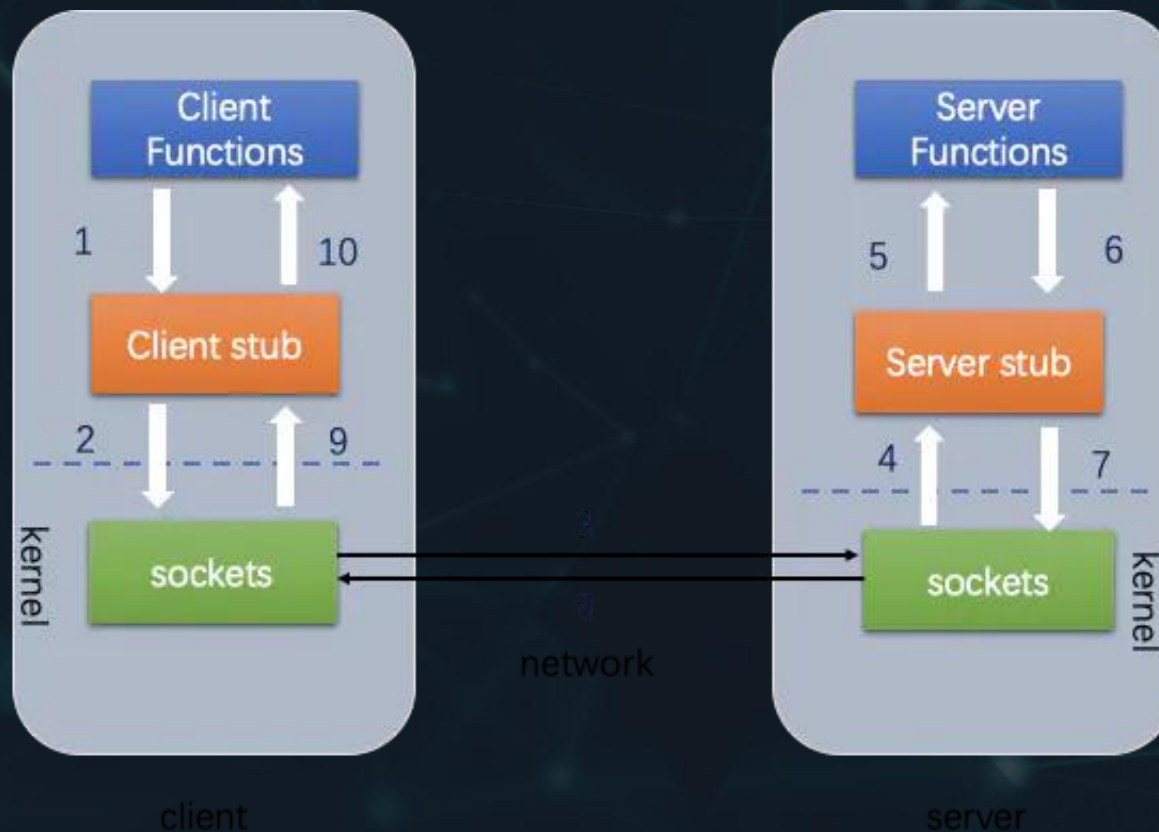 Client
Functions
Server
Functions
1
10
5
6
Client stub
Server stub
2
9
4
7
kernel
sockets
3
sockets
kernel
network
client
server